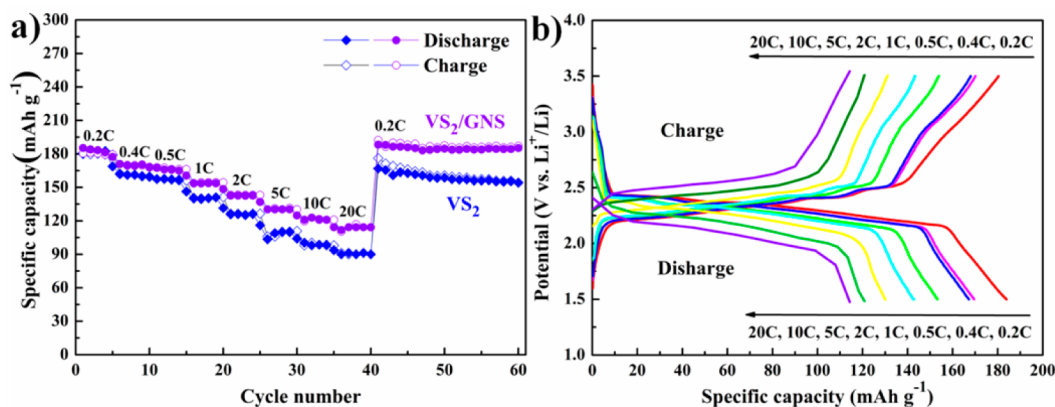 a)
300
270
240
210
180
150
120
90
60
30
0
Specific capacity(mAh g⁻¹)
Discharge
Charge
0.2C
0.4C
0.5C
1C
2C
5C
10C
20C
0.2C
VS₂/GNS
VS₂
0 10 20 30 40 50 60
Cycle number
b)
4.0
3.5
3.0
2.5
2.0
1.5
1.0
Potential (V vs. Li⁺/Li)
20C, 10C, 5C, 2C, 1C, 0.5C, 0.4C, 0.2C
Charge
Disharge
20C, 10C, 5C, 2C, 1C, 0.5C, 0.4C, 0.2C
0 20 40 60 80 100 120 140 160 180 200
Specific capacity (mAh g⁻¹)